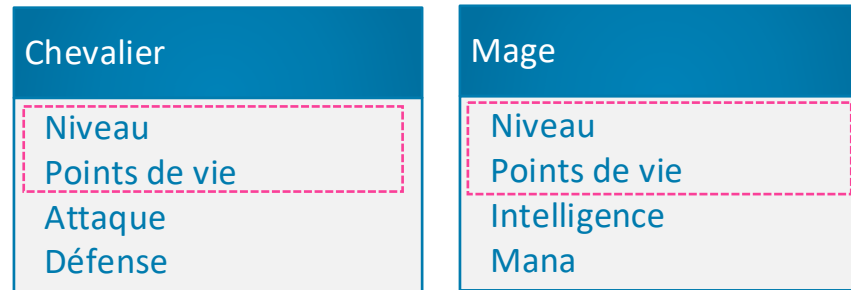 Chevalier
Niveau
Points de vie
Attaque
Défense
Mage
Niveau
Points de vie
Intelligence
Mana